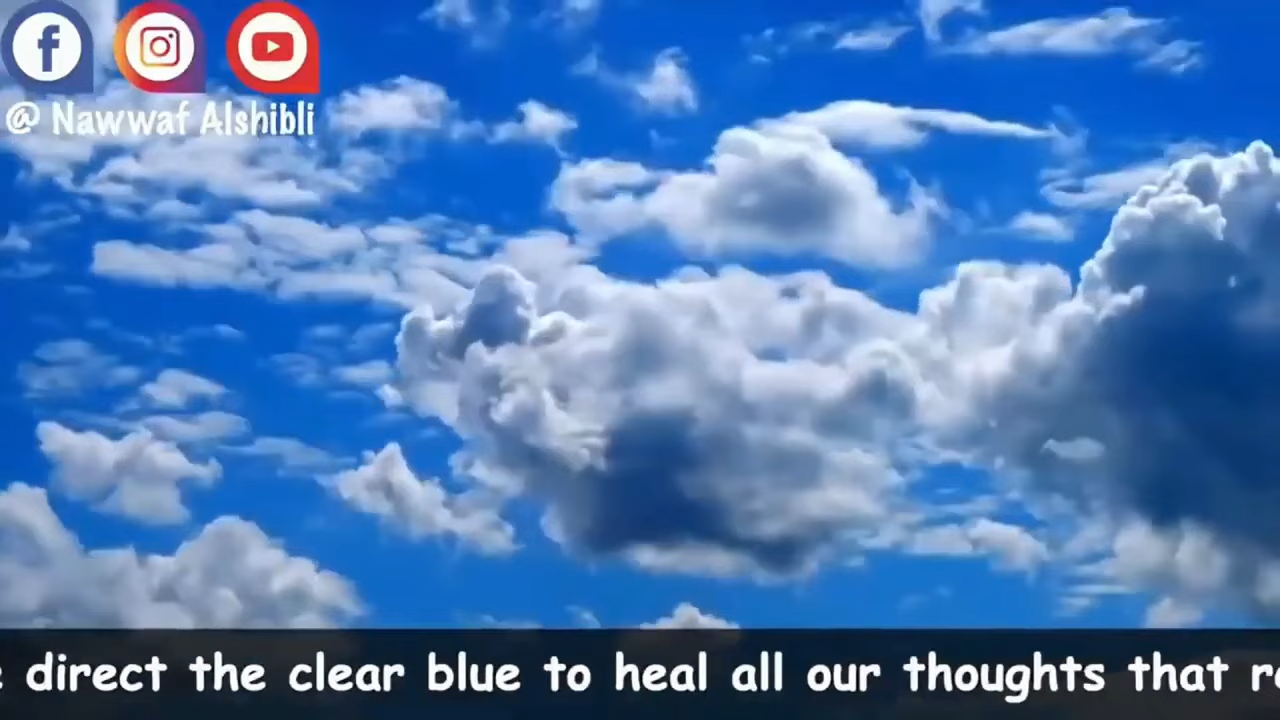 @ Nawwaf Alshibli
direct the clear blue to heal all our thoughts that